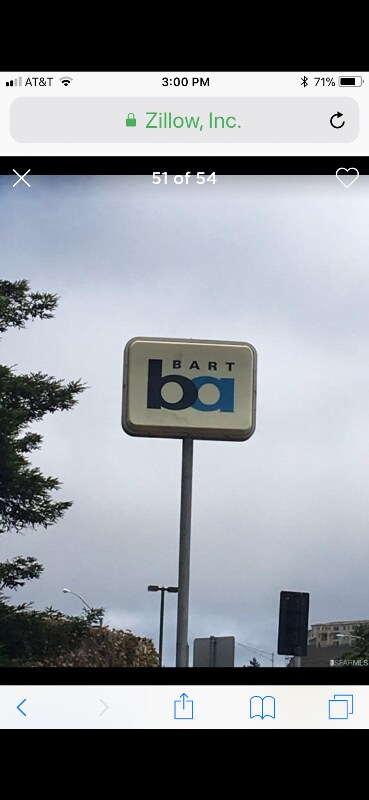 AT&T 3:00 PM 71%
Zillow, Inc.
51 of 54
BART
ba
SFARMLS